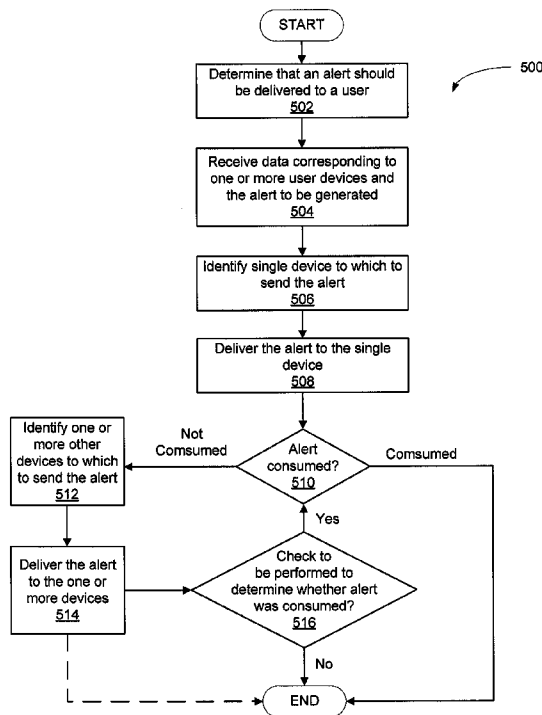 START
500
Determine that an alert should
be delivered to a user
502
Receive data corresponding to
one or more user devices and
the alert to be generated
504
Identify single device to which to
send the alert
506
Deliver the alert to the single
device
508
Identify one or
more other
devices to which
to send the alert
512
Not
Comsumed
Alert
consumed?
510
Comsumed
Yes
Deliver the alert
to the one or
more devices
514
Check to
be performed to
determine whether alert
was consumed?
516
No
END